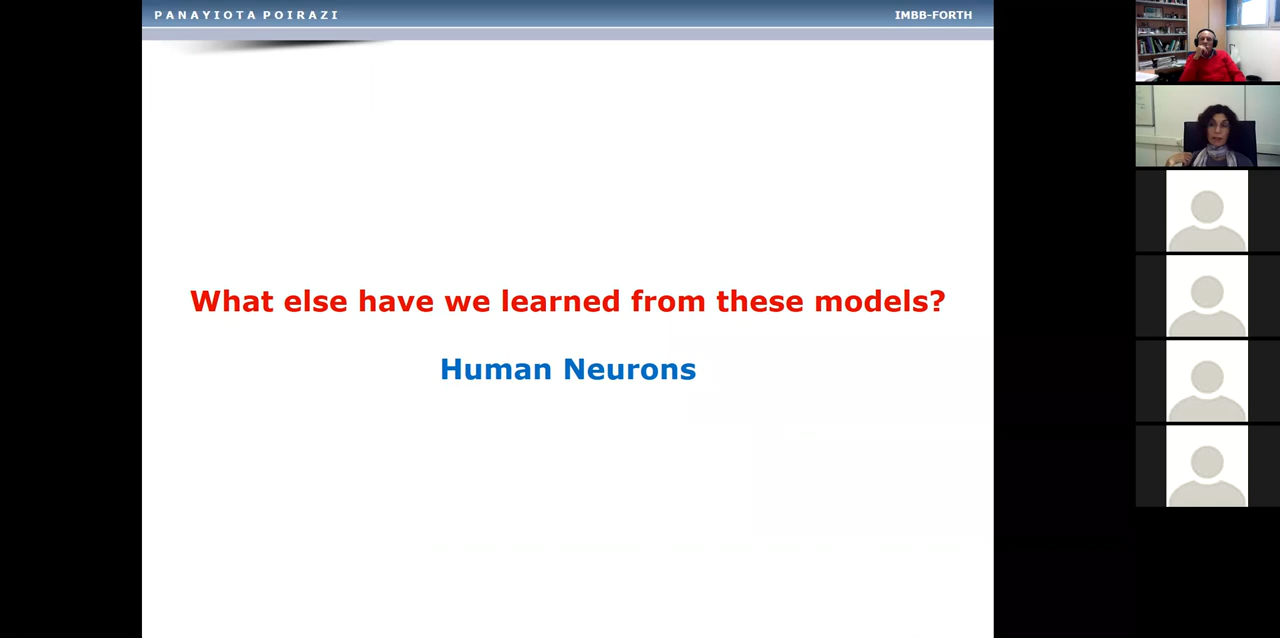 PANAYIOTA POIRAZI
IMBB-FORTH
What else have we learned from these models?
Human Neurons